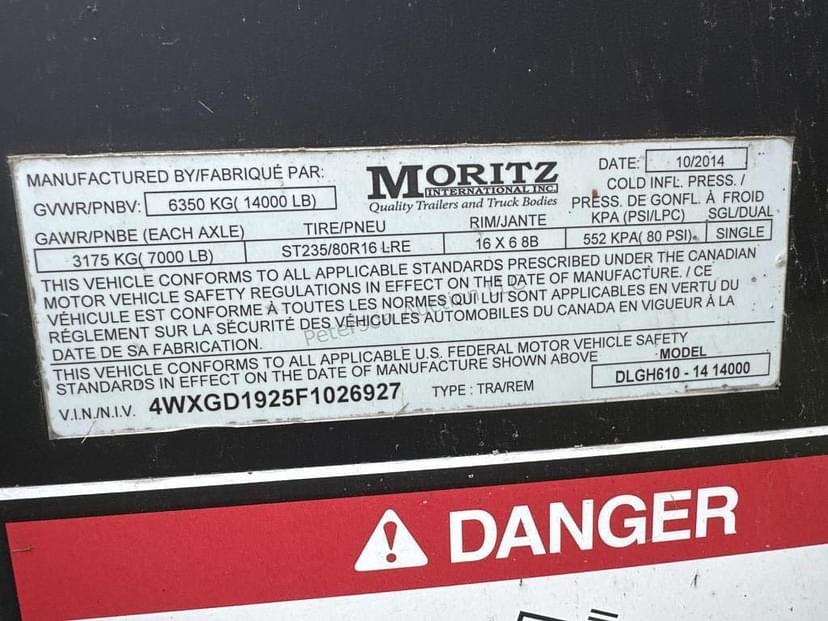 MANUFACTURED BY/FABRIQUÉ PAR:
MORITZ
INTERNATIONAL INC.
Quality Trailers and Truck Bodies
DATE: 10/2014
GVWR/PNBV: 6350 KG( 14000 LB)
COLD INFL. PRESS. /
PRESS. DE GONFL. À FROID
GAWR/PNBE (EACH AXLE) TIRE/PNEU RIM/JANTE KPA (PSI/LPC) SGL/DUAL
3175 KG( 7000 LB) ST235/80R16 LRE 16 X 6 8B 552 KPA( 80 PSI) SINGLE
THIS VEHICLE CONFORMS TO ALL APPLICABLE STANDARDS PRESCRIBED UNDER THE CANADIAN
MOTOR VEHICLE SAFETY REGULATIONS IN EFFECT ON THE DATE OF MANUFACTURE. / CE
VÉHICULE EST CONFORME À TOUTES LES NORMES QUI LUI SONT APPLICABLES EN VERTU DU
RÉGLEMENT SUR LA SÉCURITÉ DES VÉHICULES AUTOMOBILES DU CANADA EN VIGUEUR À LA
DATE DE SA FABRICATION.
THIS VEHICLE CONFORMS TO ALL APPLICABLE U.S. FEDERAL MOTOR VEHICLE SAFETY
STANDARDS IN EFFECT ON THE DATE OF MANUFACTURE SHOWN ABOVE
MODEL
DLGH610 - 14 14000
V.I.N./N.I.V. 4WXGD1925F1026927 TYPE : TRA/REM
DANGER